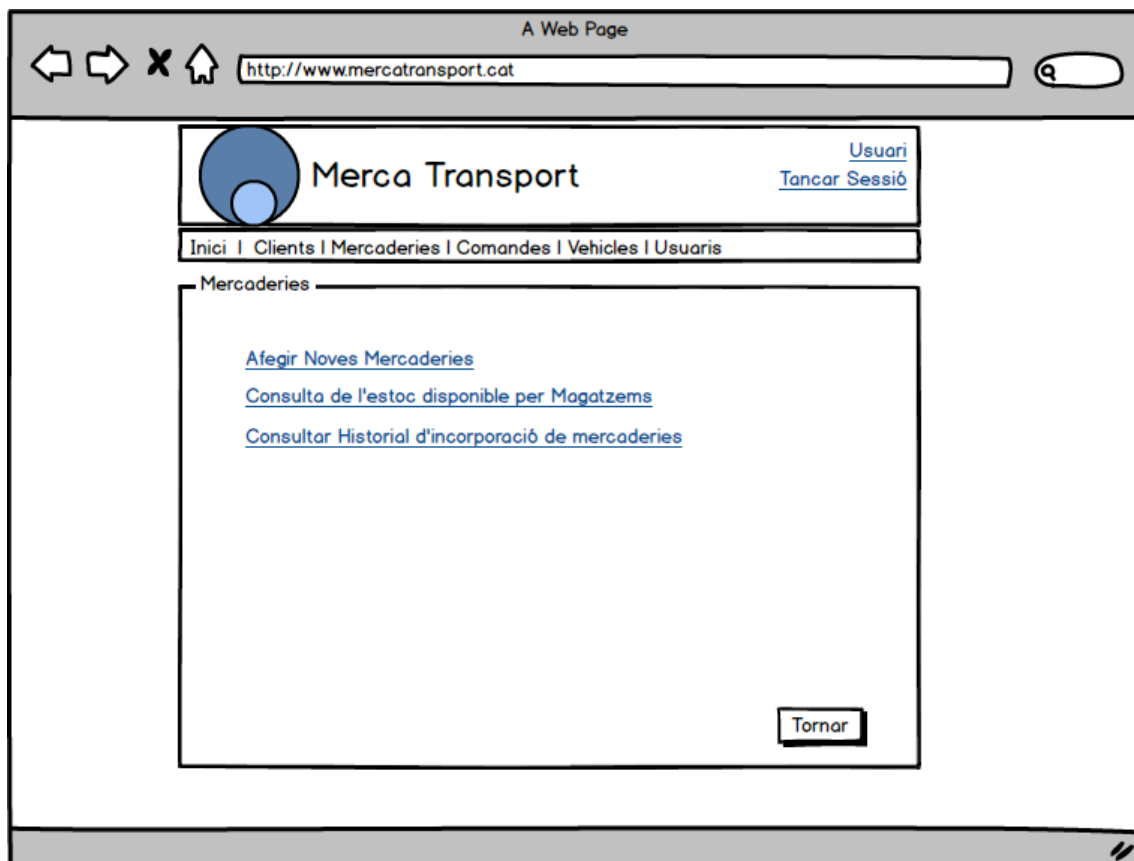 A Web Page
http://www.mercatransport.cat
Merca Transport
Usuari
Tancar Sessió
Inici | Clients | Mercaderies | Comandes | Vehicles | Usuaris
Mercaderies
Afegir Noves Mercaderies
Consulta de l'estoc disponible per Magatzems
Consultar Historial d'incorporació de mercaderies
Tornar